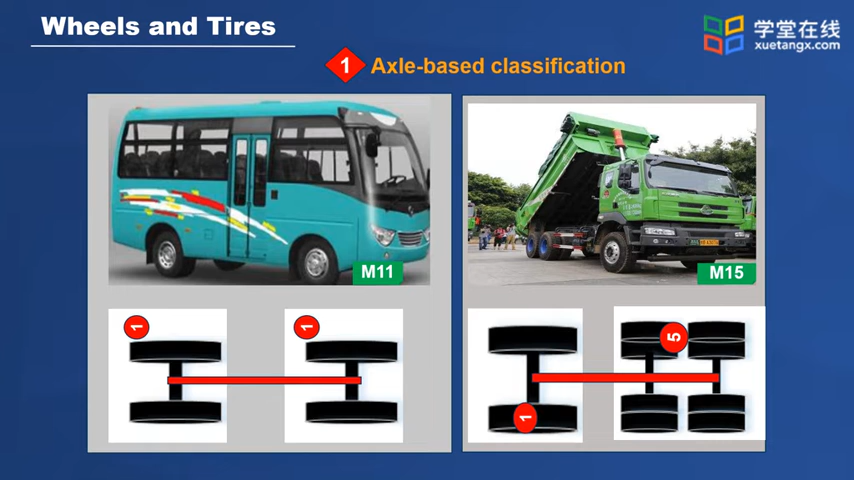 Wheels and Tires
学堂在线
xuetangx.com
1 Axle-based classification
M11
M15
1
1
5
1